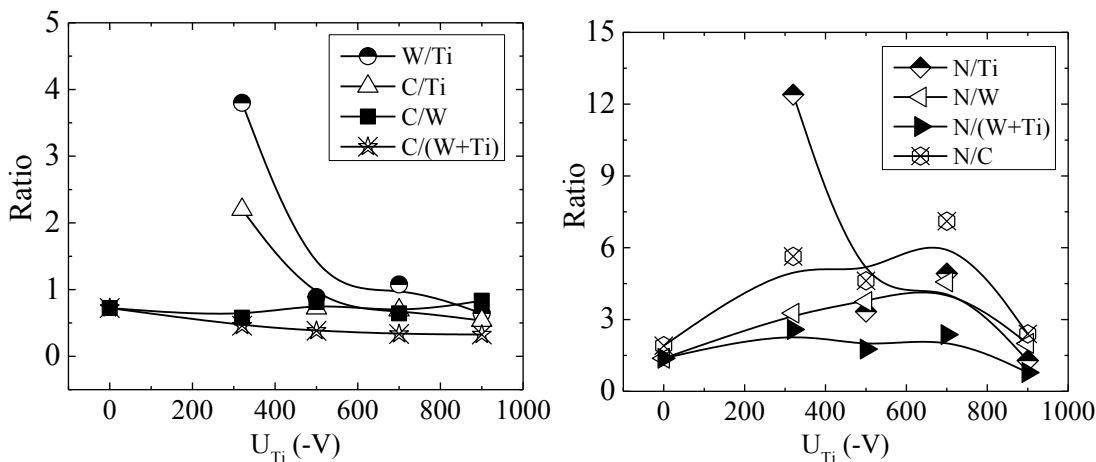 5
4
3
2
1
0
Ratio
0 200 400 600 800 1000
U_Ti (-V)
W/Ti
C/Ti
C/W
C/(W+Ti)
15
12
9
6
3
0
Ratio
0 200 400 600 800 1000
U_Ti (-V)
N/Ti
N/W
N/(W+Ti)
N/C